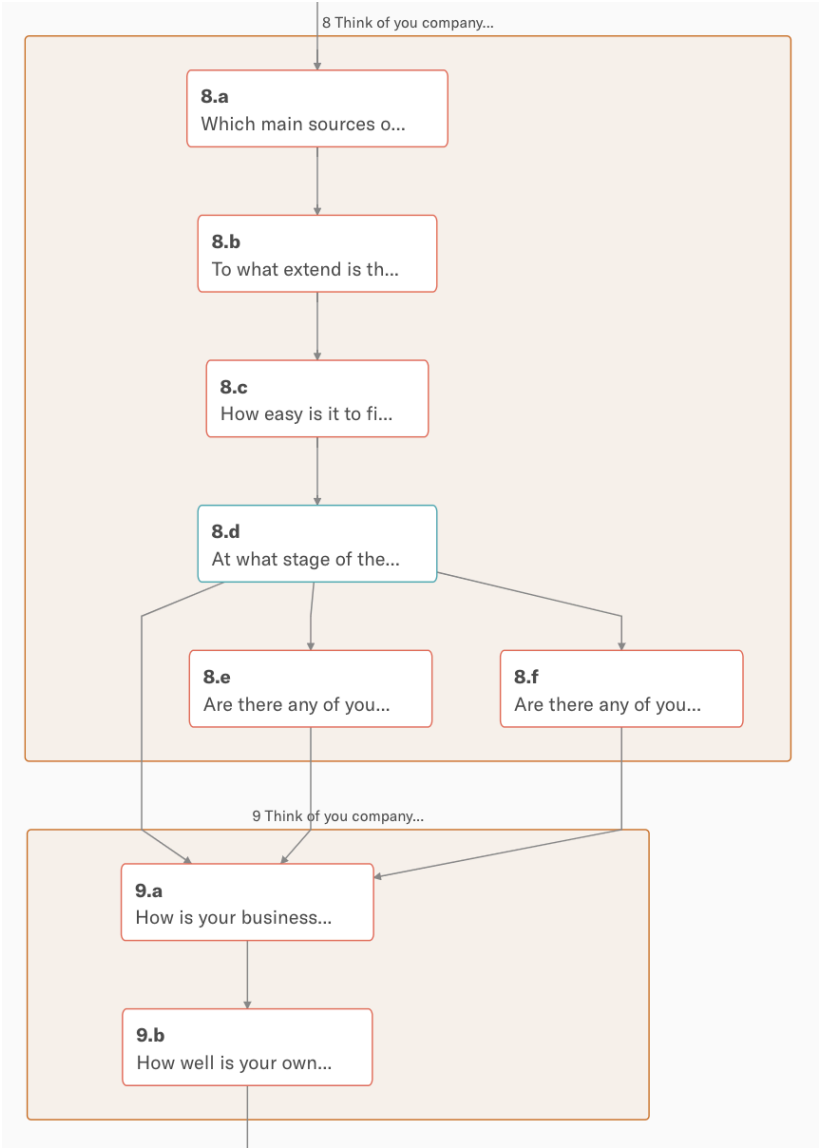 8 Think of you company...
8.a
Which main sources o...
8.b
To what extend is th...
8.c
How easy is it to fi...
8.d
At what stage of the...
8.e
Are there any of you...
8.f
Are there any of you...
9 Think of you company...
9.a
How is your business...
9.b
How well is your own...